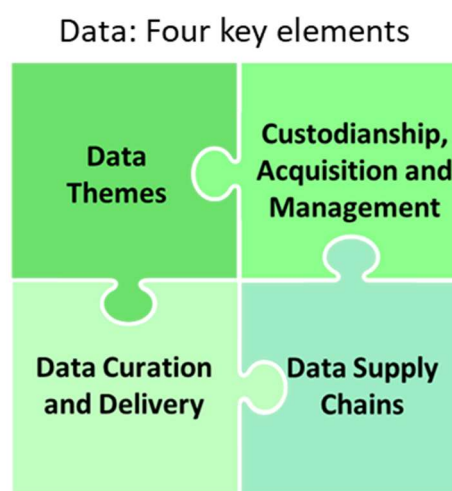 Data: Four key elements
Data
Themes
Custodianship,
Acquisition and
Management
Data Curation
and Delivery
Data Supply
Chains